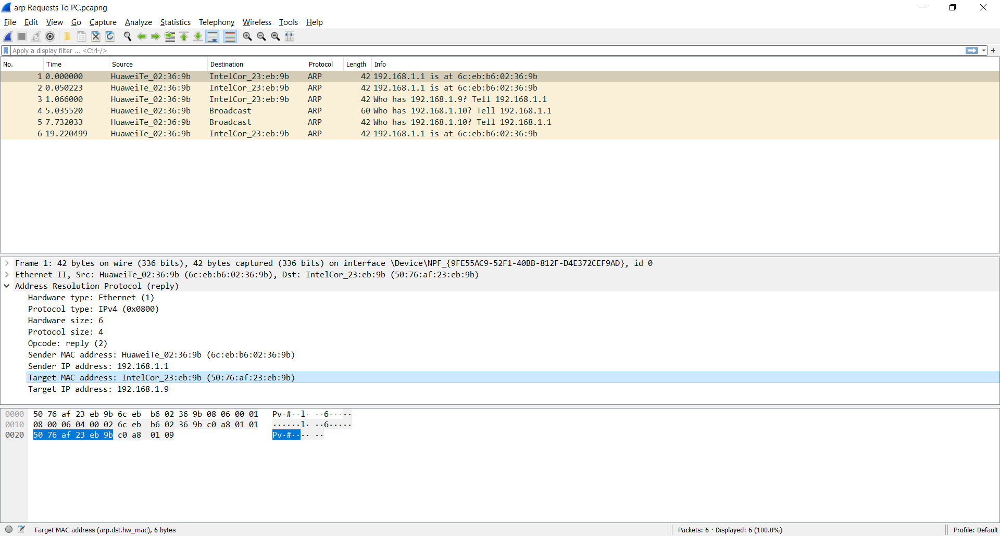 arp Requests To PC.pcapng
File Edit View Go Capture Analyze Statistics Telephony Wireless Tools Help
Apply a display filter ... <Ctrl-/>
No. Time Source Destination Protocol Length Info
1 0.000000 HuaweiTe_02:36:9b IntelCor_23:eb:9b ARP 42 192.168.1.1 is at 6c:eb:b6:02:36:9b
2 0.050223 HuaweiTe_02:36:9b IntelCor_23:eb:9b ARP 42 192.168.1.1 is at 6c:eb:b6:02:36:9b
3 1.066000 HuaweiTe_02:36:9b IntelCor_23:eb:9b ARP 42 Who has 192.168.1.9? Tell 192.168.1.1
4 5.035520 HuaweiTe_02:36:9b Broadcast ARP 60 Who has 192.168.1.10? Tell 192.168.1.1
5 7.732033 HuaweiTe_02:36:9b Broadcast ARP 42 Who has 192.168.1.10? Tell 192.168.1.1
6 19.220499 HuaweiTe_02:36:9b IntelCor_23:eb:9b ARP 42 192.168.1.1 is at 6c:eb:b6:02:36:9b
Frame 1: 42 bytes on wire (336 bits), 42 bytes captured (336 bits) on interface \Device\NPF_{9FE55AC9-52F1-40BB-812F-D4E372CEF9AD}, id 0
Ethernet II, Src: HuaweiTe_02:36:9b (6c:eb:b6:02:36:9b), Dst: IntelCor_23:eb:9b (50:76:af:23:eb:9b)
Address Resolution Protocol (reply)
Hardware type: Ethernet (1)
Protocol type: IPv4 (0x0800)
Hardware size: 6
Protocol size: 4
Opcode: reply (2)
Sender MAC address: HuaweiTe_02:36:9b (6c:eb:b6:02:36:9b)
Sender IP address: 192.168.1.1
Target MAC address: IntelCor_23:eb:9b (50:76:af:23:eb:9b)
Target IP address: 192.168.1.9
0000 50 76 af 23 eb 9b 6c eb b6 02 36 9b 08 06 00 01 Pv·#··l· ··6·····
0010 08 00 06 04 00 02 6c eb b6 02 36 9b c0 a8 01 01 ······l· ··6·····
0020 50 76 af 23 eb 9b c0 a8 01 09 Pv·#···· ··
Target MAC address (arp.dst.hw_mac), 6 bytes
Packets: 6 · Displayed: 6 (100.0%)
Profile: Default